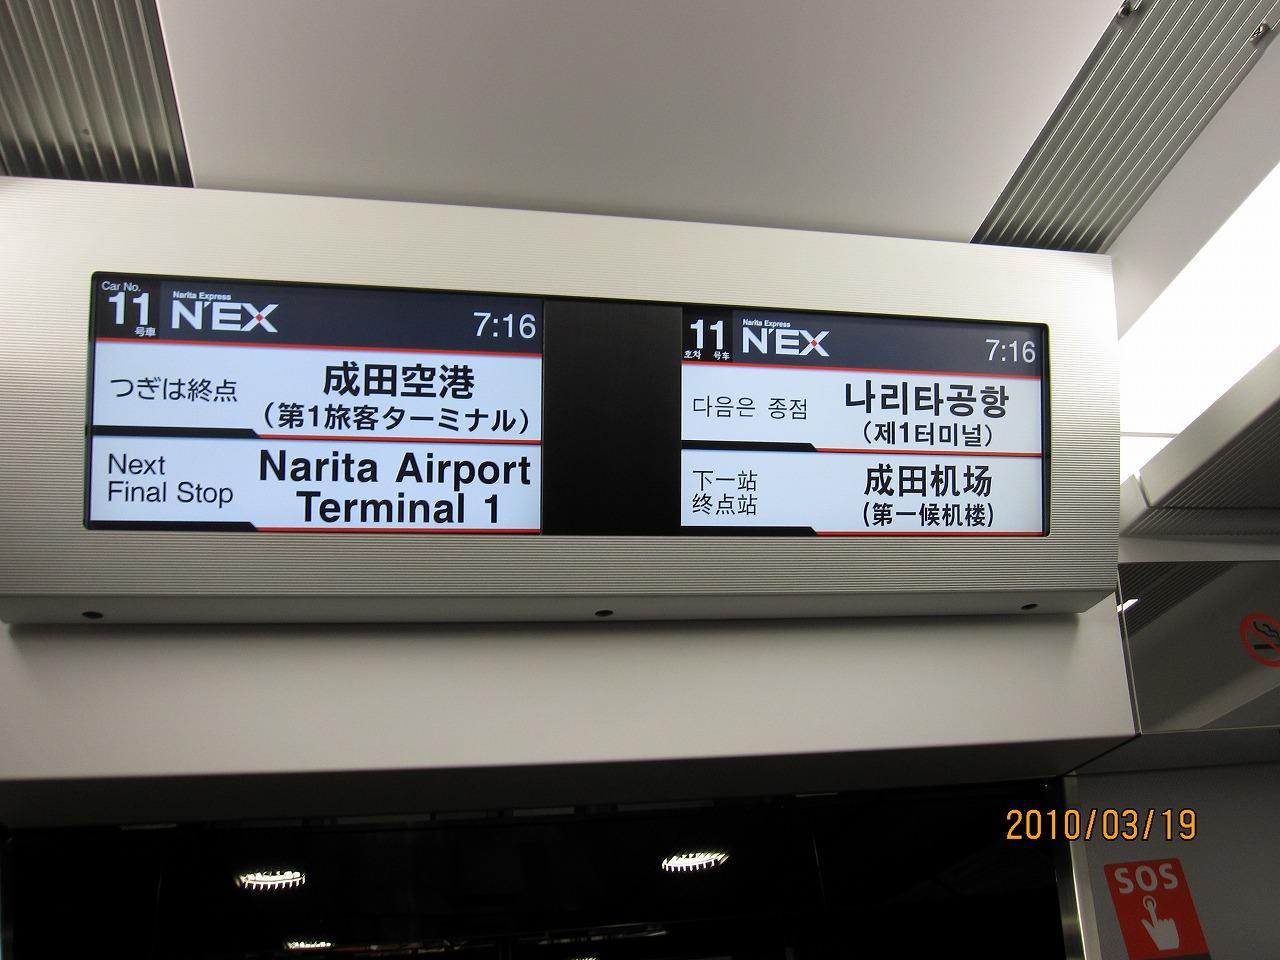 Car No.
11
号車
Narita Express
N'EX
7:16
つぎは終点
成田空港
(第1旅客ターミナル)
Next
Final Stop
Narita Airport
Terminal 1
11
호차 号车
Narita Express
N'EX
7:16
다음은 종점
나리타공항
(제1터미널)
下一站
终点站
成田机场
(第一候机楼)
2010/03/19
SOS